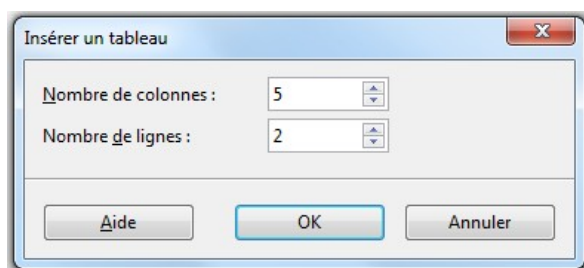 Insérer un tableau
Nombre de colonnes : 5
Nombre de lignes : 2
Aide OK Annuler